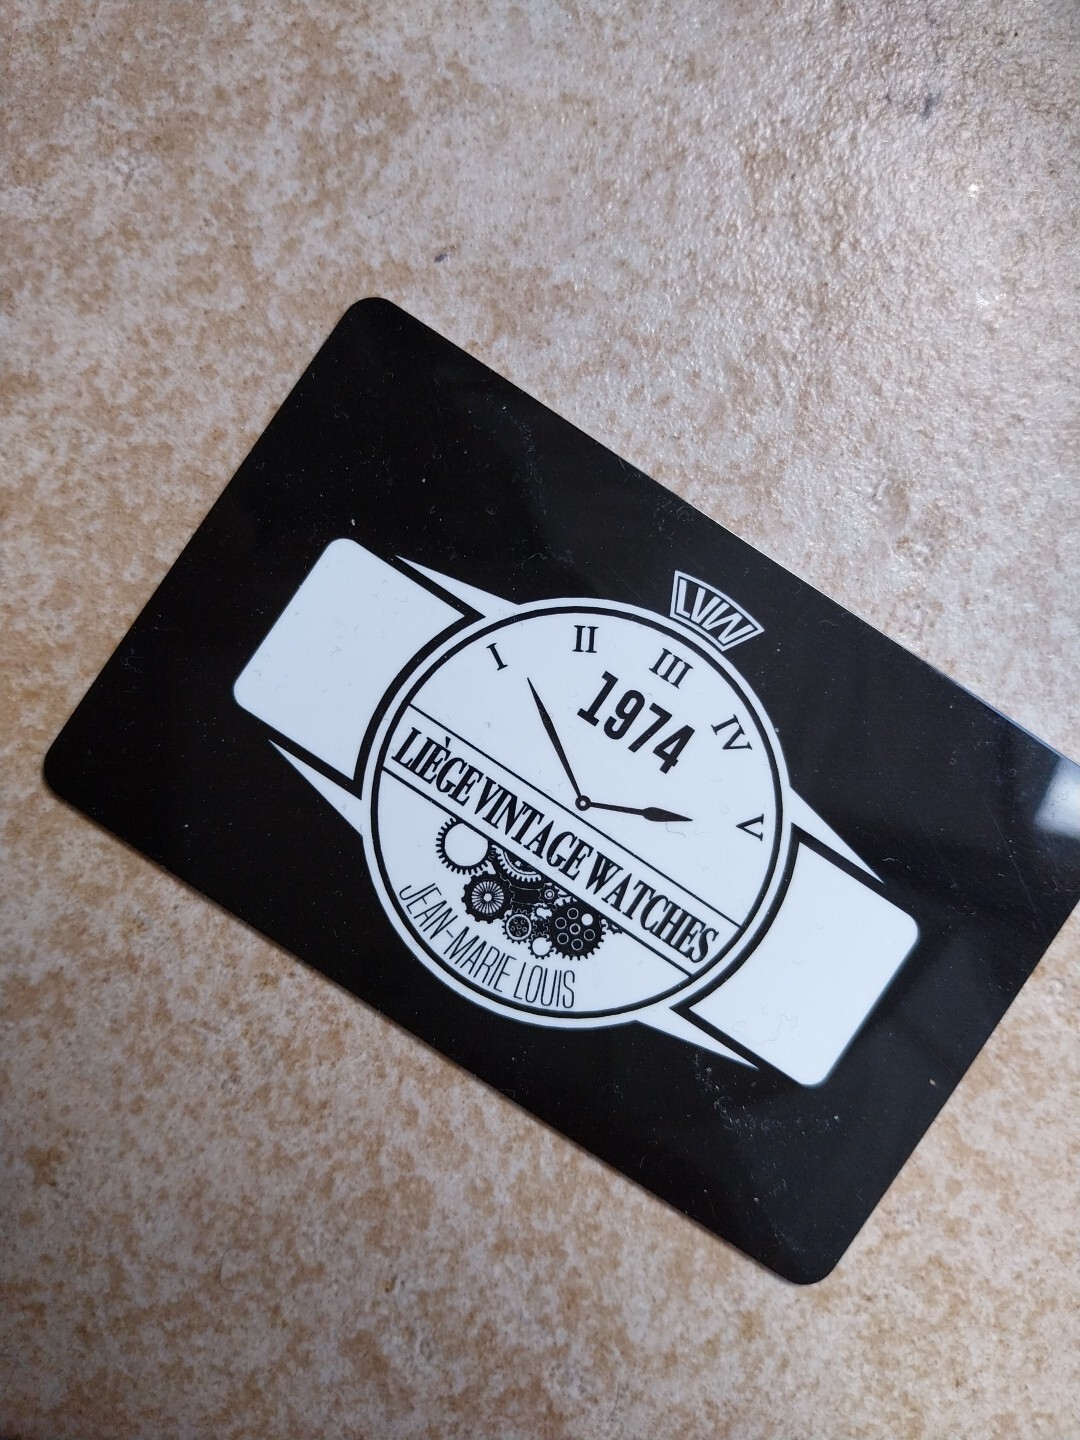 LVW
I II III IV V
1974
LIÈGE VINTAGE WATCHES
JEAN-MARIE LOUIS